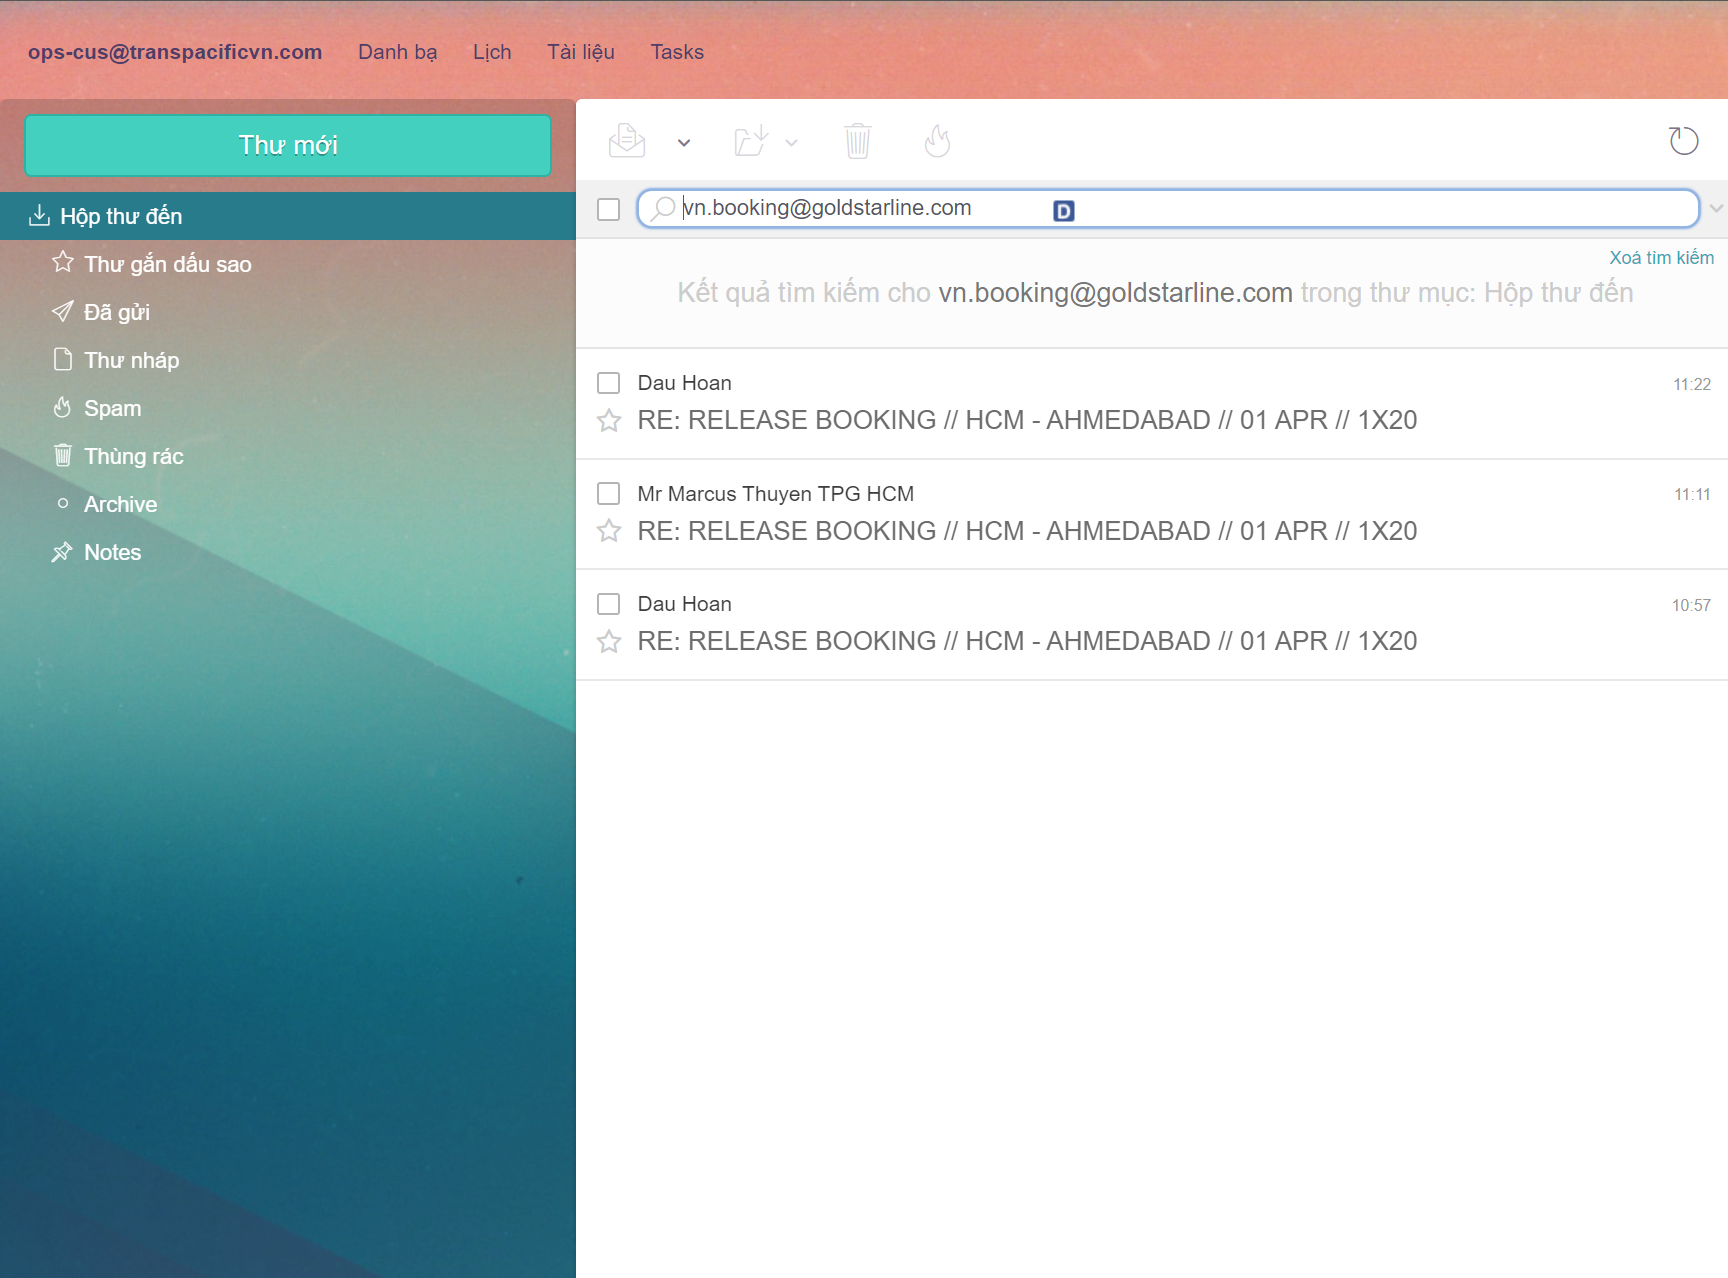 ops-cus@transpacificvn.com Danh bạ Lịch Tài liệu Tasks
Thư mới
Hộp thư đến
Thư gắn dấu sao
Đã gửi
Thư nháp
Spam
Thùng rác
Archive
Notes
vn.booking@goldstarline.com D
Xoá tìm kiếm
Kết quả tìm kiếm cho vn.booking@goldstarline.com trong thư mục: Hộp thư đến
Dau Hoan 11:22
RE: RELEASE BOOKING // HCM - AHMEDABAD // 01 APR // 1X20
Mr Marcus Thuyen TPG HCM 11:11
RE: RELEASE BOOKING // HCM - AHMEDABAD // 01 APR // 1X20
Dau Hoan 10:57
RE: RELEASE BOOKING // HCM - AHMEDABAD // 01 APR // 1X20